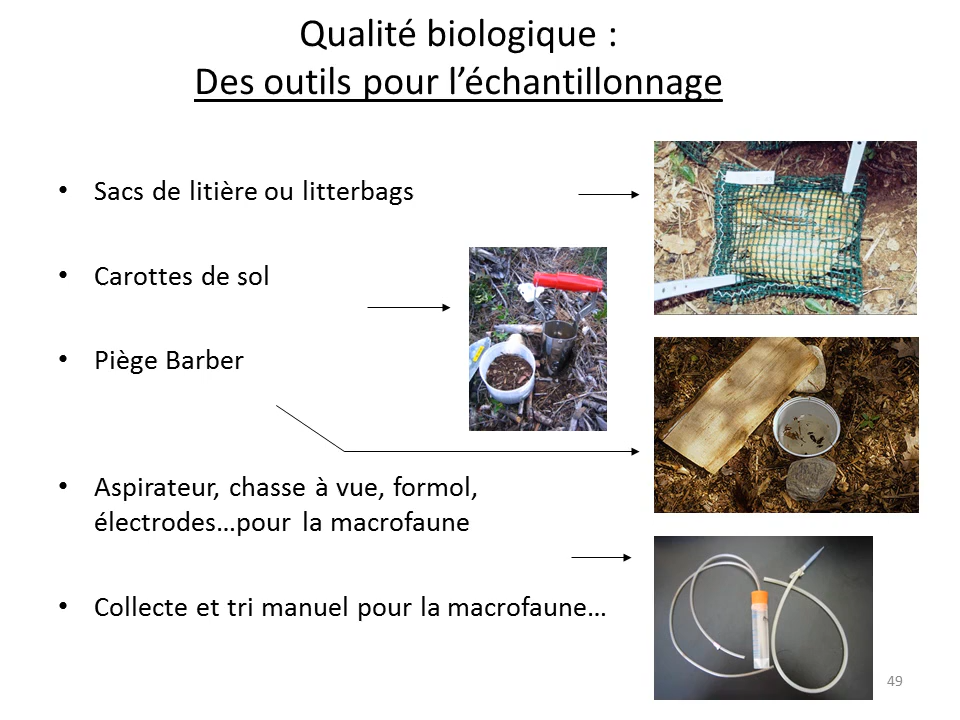 Qualité biologique :
Des outils pour l’échantillonnage
• Sacs de litière ou litterbags
• Carottes de sol
• Piège Barber
• Aspirateur, chasse à vue, formol,
électrodes…pour la macrofaune
• Collecte et tri manuel pour la macrofaune…
49